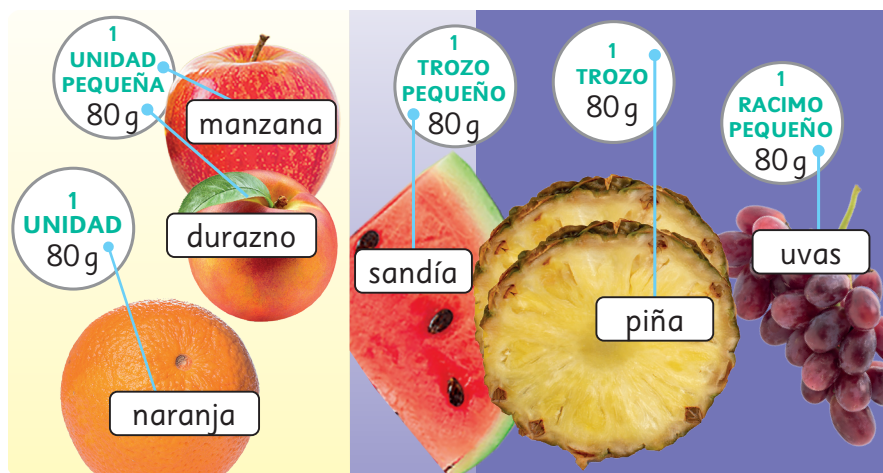 1
UNIDAD
PEQUEÑA
80 g
manzana
durazno
1
UNIDAD
80 g
naranja
1
TROZO
PEQUEÑO
80 g
sandía
1
TROZO
80 g
piña
1
RACIMO
PEQUEÑO
80 g
uvas